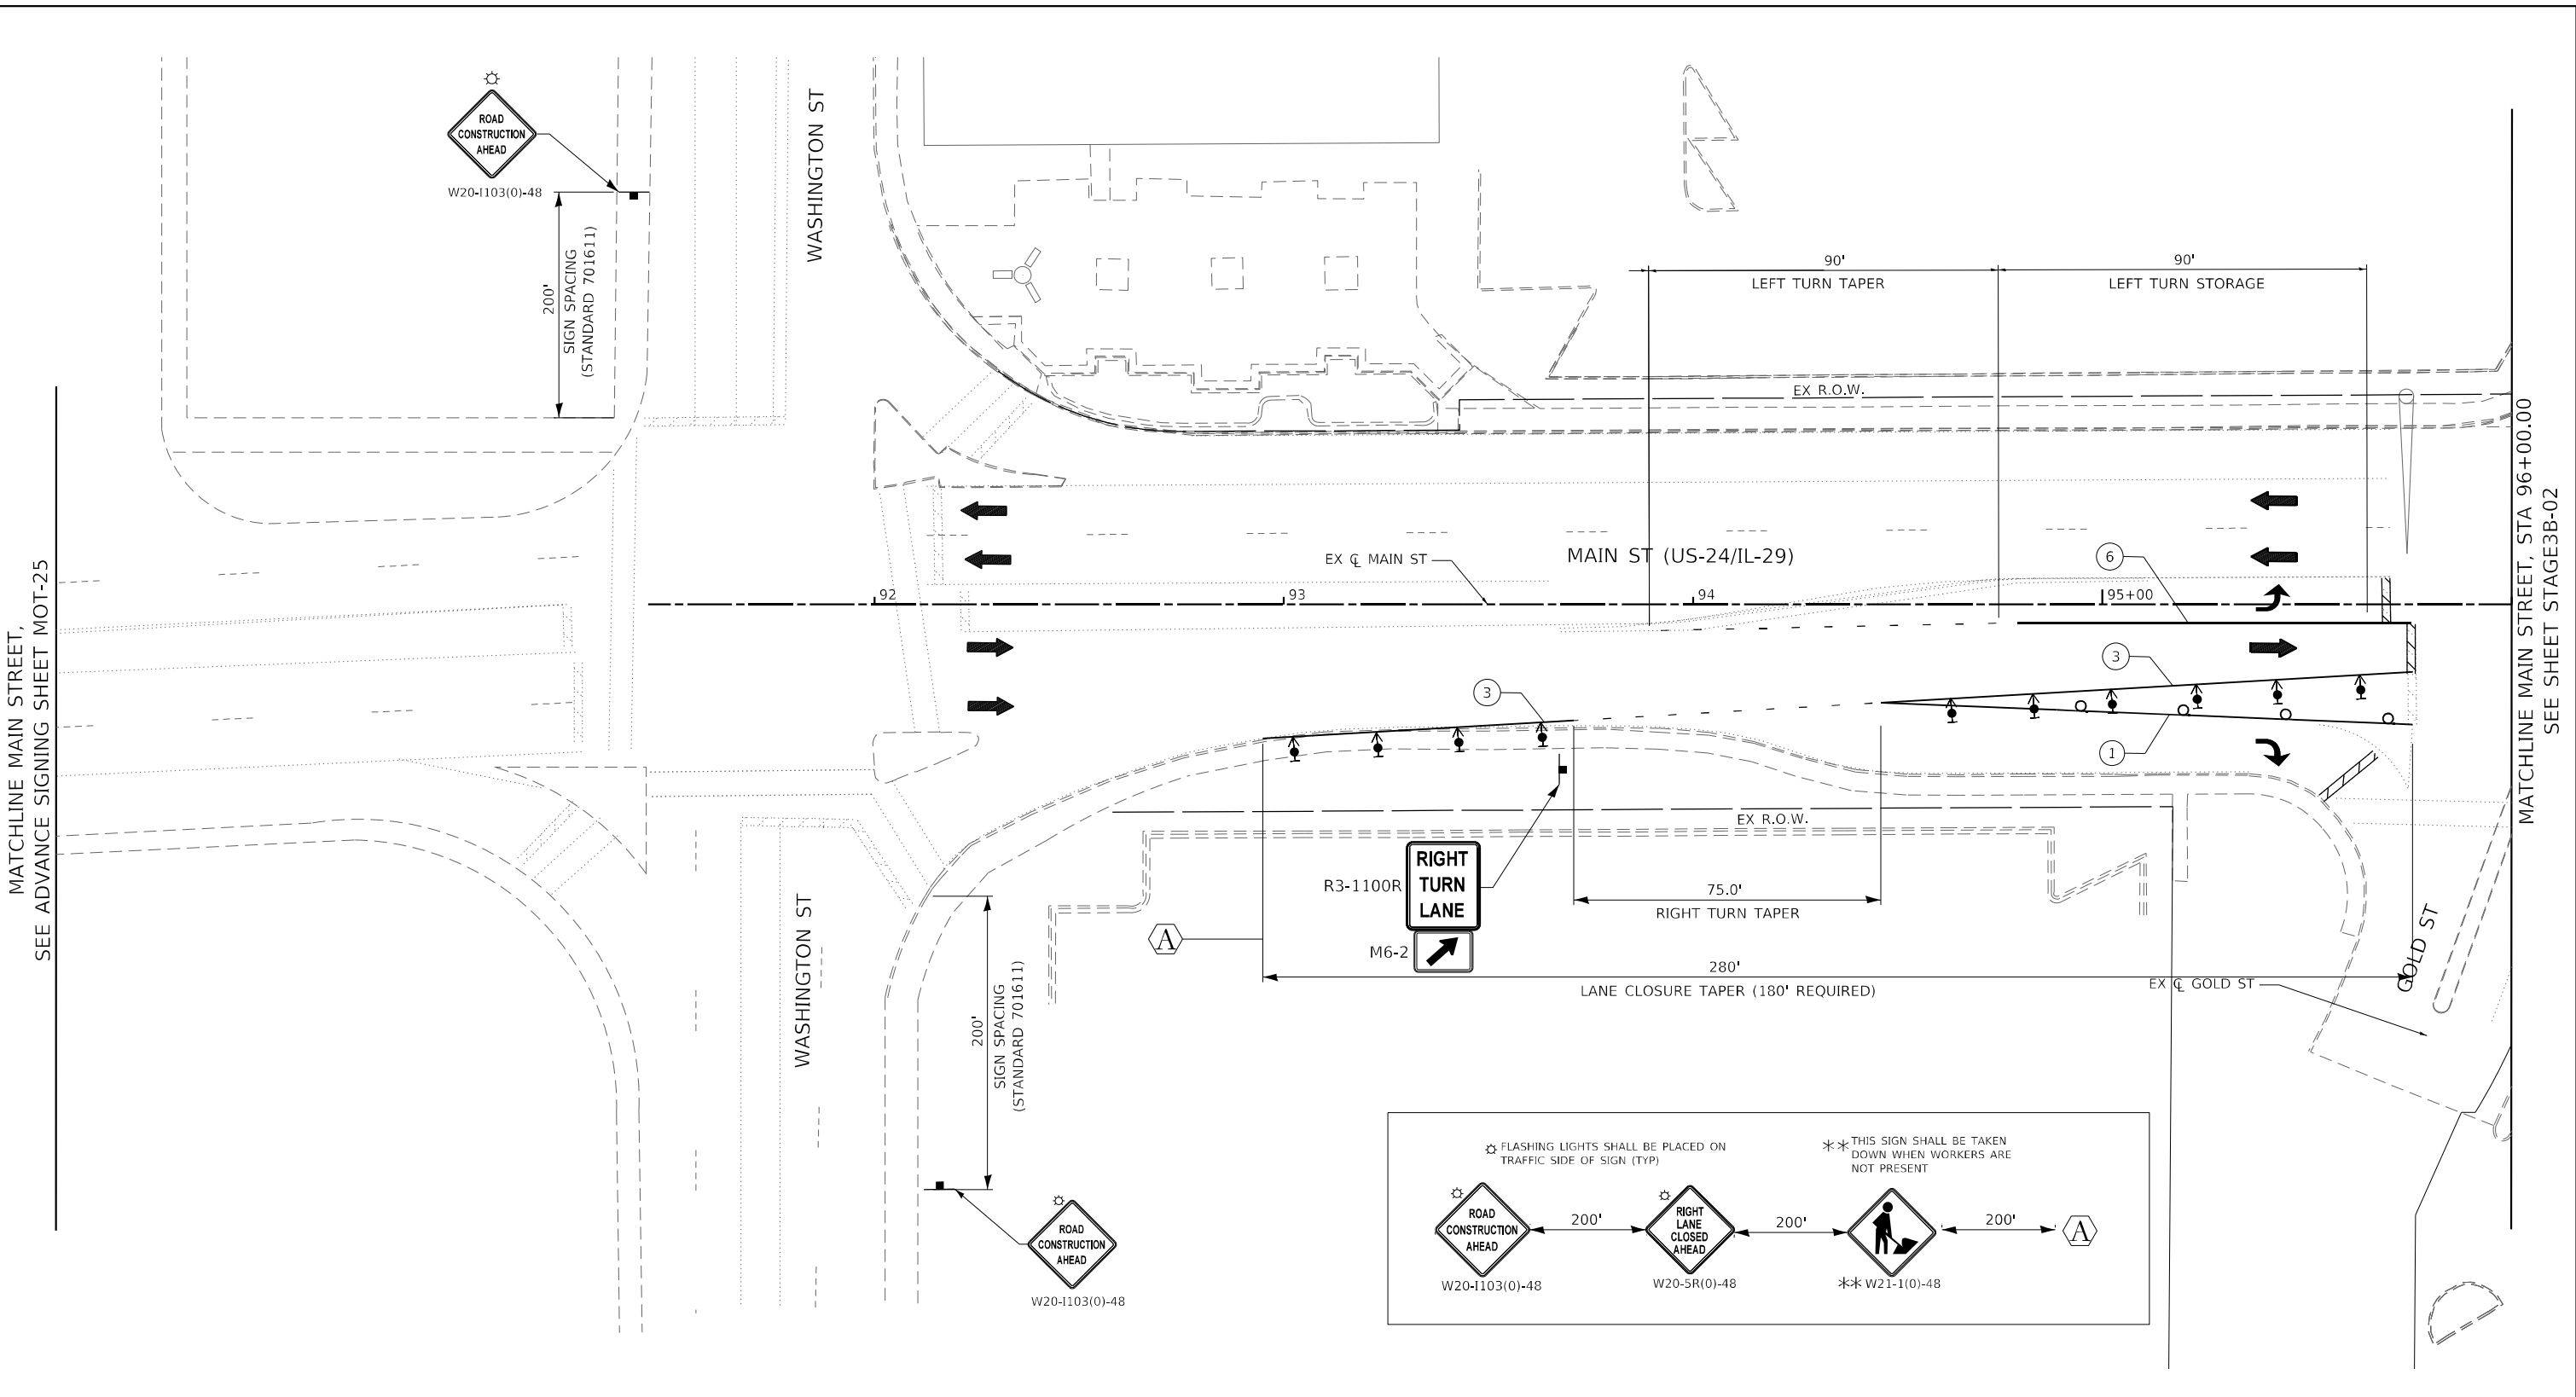 ROAD
CONSTRUCTION
AHEAD
W20-I103(0)-48
200'
SIGN SPACING
(STANDARD 701611)
WASHINGTON ST
90'
LEFT TURN TAPER
90'
LEFT TURN STORAGE
EX R.O.W.
MATCHLINE MAIN STREET,
SEE ADVANCE SIGNING SHEET MOT-25
MATCHLINE MAIN STREET, STA 96+00.00
SEE SHEET STAGE3B-02
EX ℄ MAIN ST
MAIN ST (US-24/IL-29)
6
92
93
94
95+00
3
3
1
EX R.O.W.
RIGHT
TURN
LANE
R3-1100R
M6-2
75.0'
RIGHT TURN TAPER
A
280'
LANE CLOSURE TAPER (180' REQUIRED)
GOLD ST
EX ℄ GOLD ST
WASHINGTON ST
200'
SIGN SPACING
(STANDARD 701611)
ROAD
CONSTRUCTION
AHEAD
W20-I103(0)-48
FLASHING LIGHTS SHALL BE PLACED ON
TRAFFIC SIDE OF SIGN (TYP)
** THIS SIGN SHALL BE TAKEN
DOWN WHEN WORKERS ARE
NOT PRESENT
ROAD
CONSTRUCTION
AHEAD
W20-I103(0)-48
200'
RIGHT
LANE
CLOSED
AHEAD
W20-5R(0)-48
200'
** W21-1(0)-48
200'
A